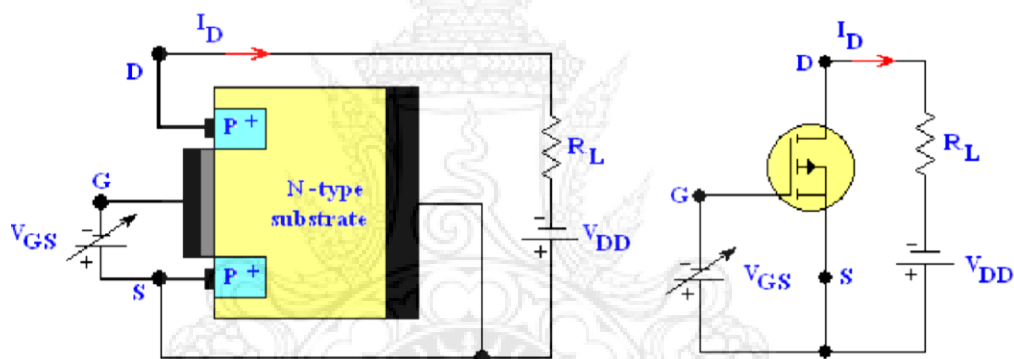 I_D
D
P +
R_L
G
N-type
substrate
-
+
V_DD
-
+
V_GS
P +
S
I_D
D
R_L
G
-
+
V_GS
S
-
+
V_DD